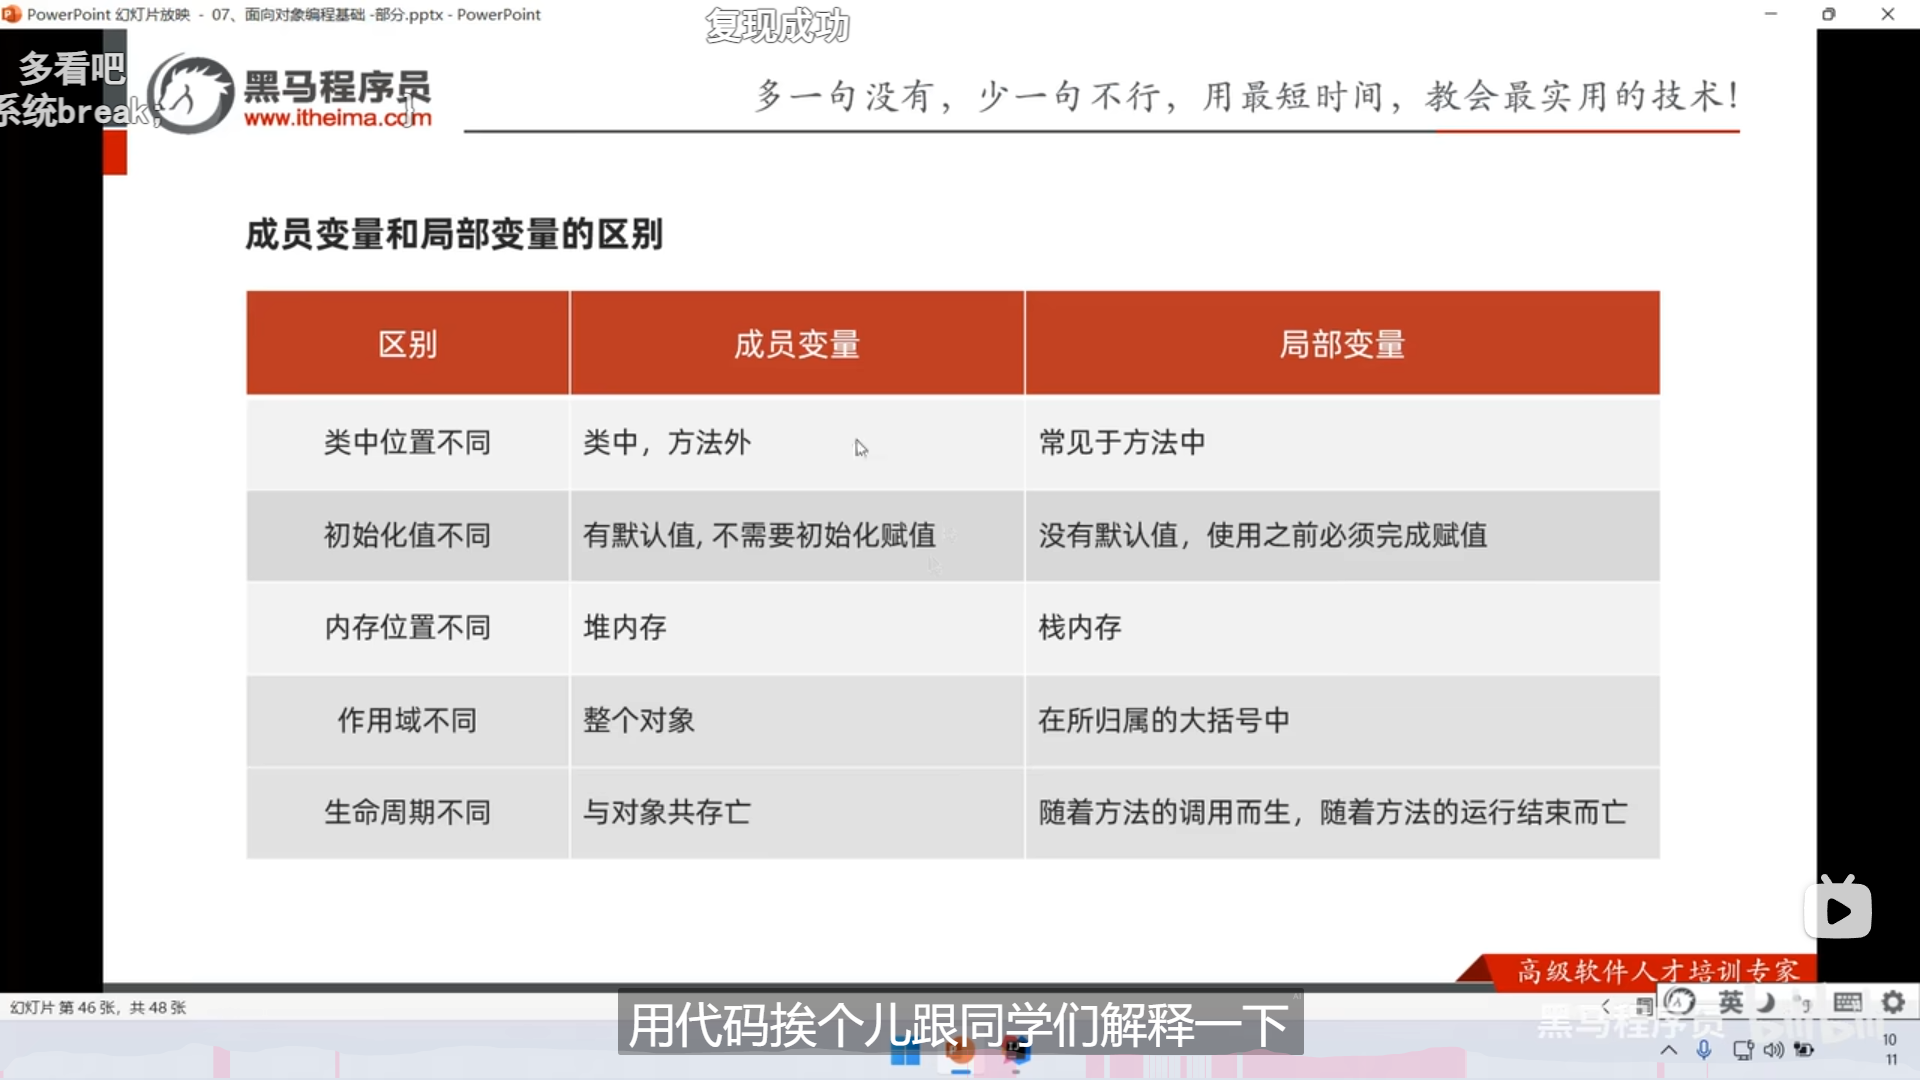 PowerPoint 幻灯片放映 - 07、面向对象编程基础 -部分.pptx - PowerPoint
复现成功
多看吧
系统break;
}
黑马程序员
www.itheima.com
多一句没有，少一句不行，用最短时间，教会最实用的技术！
成员变量和局部变量的区别
区别 成员变量 局部变量
类中位置不同 类中，方法外 常见于方法中
初始化值不同 有默认值, 不需要初始化赋值 没有默认值，使用之前必须完成赋值
内存位置不同 堆内存 栈内存
作用域不同 整个对象 在所归属的大括号中
生命周期不同 与对象共存亡 随着方法的调用而生，随着方法的运行结束而亡
高级软件人才培训专家
幻灯片 第 46 张，共 48 张
英
用代码挨个儿跟同学们解释一下
黑马程序员 bilibili
10
11